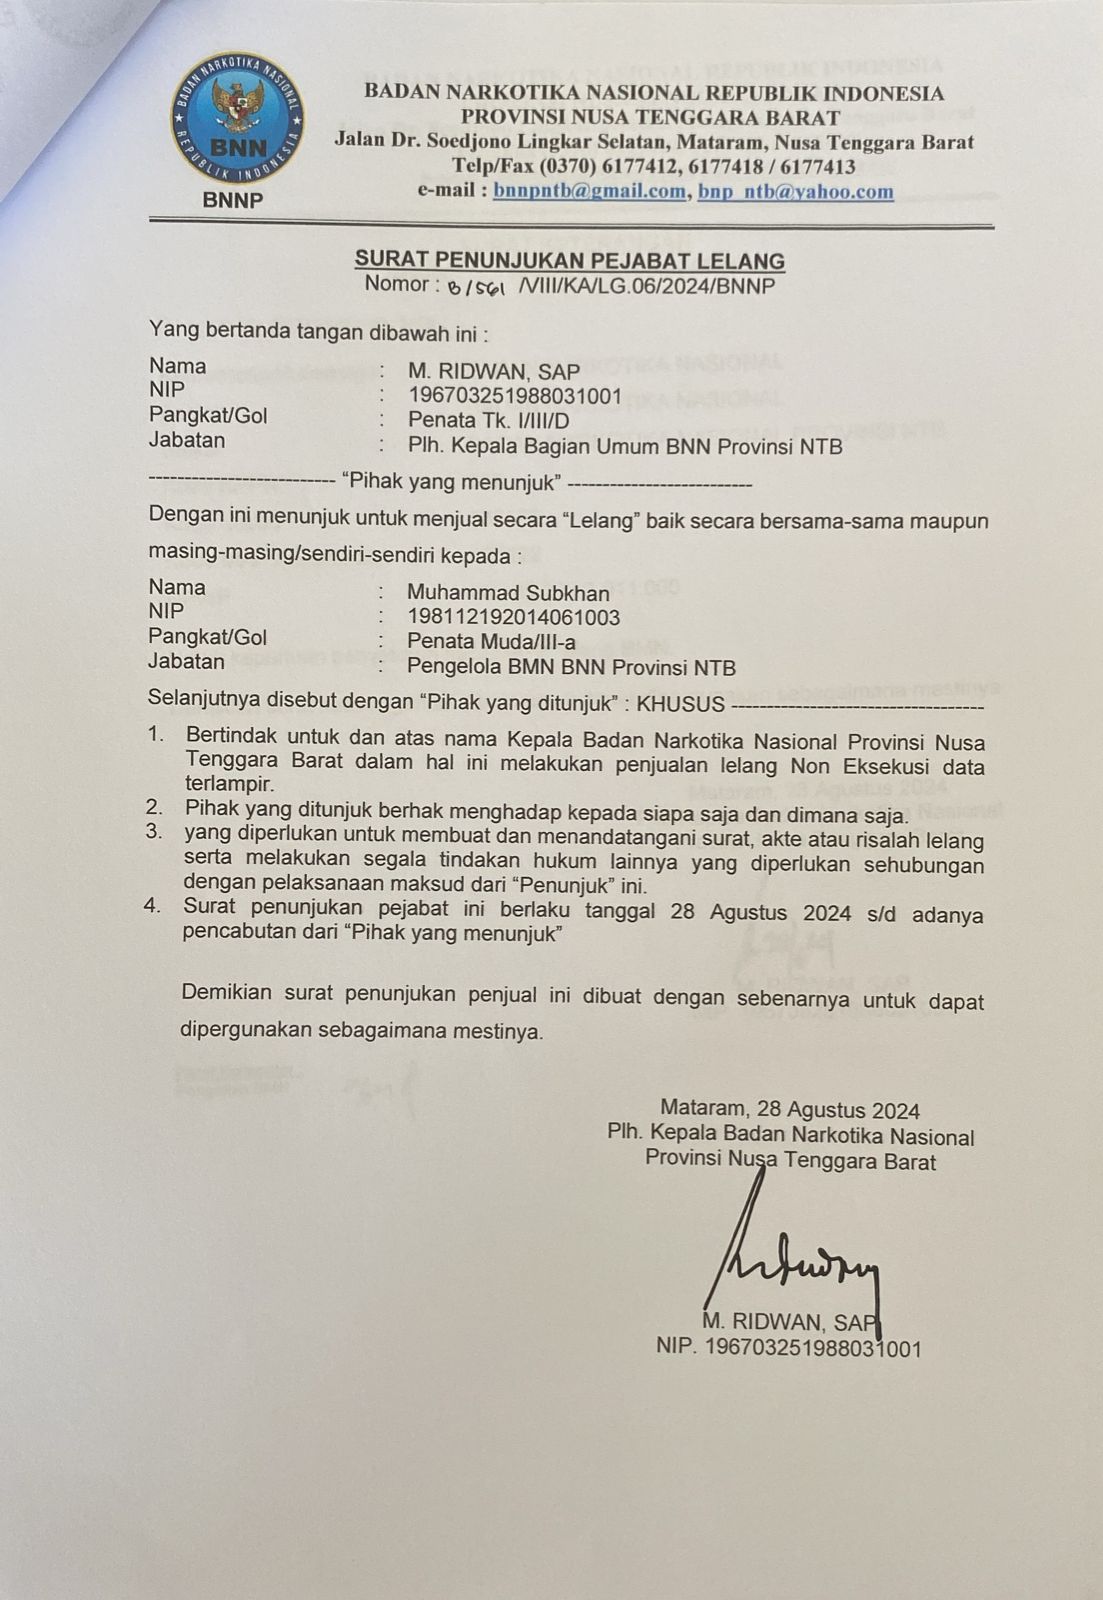 BADAN NARKOTIKA NASIONAL
REPUBLIK INDONESIA
BNN
BNNP
BADAN NARKOTIKA NASIONAL REPUBLIK INDONESIA
PROVINSI NUSA TENGGARA BARAT
Jalan Dr. Soedjono Lingkar Selatan, Mataram, Nusa Tenggara Barat
Telp/Fax (0370) 6177412, 6177418 / 6177413
e-mail : bnnpntb@gmail.com, bnp_ntb@yahoo.com
SURAT PENUNJUKAN PEJABAT LELANG
Nomor : B/561 /VIII/KA/LG.06/2024/BNNP
Yang bertanda tangan dibawah ini :
Nama : M. RIDWAN, SAP
NIP : 196703251988031001
Pangkat/Gol : Penata Tk. I/III/D
Jabatan : Plh. Kepala Bagian Umum BNN Provinsi NTB
-------------------------- “Pihak yang menunjuk” --------------------------
Dengan ini menunjuk untuk menjual secara “Lelang” baik secara bersama-sama maupun
masing-masing/sendiri-sendiri kepada :
Nama : Muhammad Subkhan
NIP : 198112192014061003
Pangkat/Gol : Penata Muda/III-a
Jabatan : Pengelola BMN BNN Provinsi NTB
Selanjutnya disebut dengan “Pihak yang ditunjuk” : KHUSUS -----------------------------------
1. Bertindak untuk dan atas nama Kepala Badan Narkotika Nasional Provinsi Nusa
Tenggara Barat dalam hal ini melakukan penjualan lelang Non Eksekusi data
terlampir.
2. Pihak yang ditunjuk berhak menghadap kepada siapa saja dan dimana saja.
3. yang diperlukan untuk membuat dan menandatangani surat, akte atau risalah lelang
serta melakukan segala tindakan hukum lainnya yang diperlukan sehubungan
dengan pelaksanaan maksud dari “Penunjuk” ini.
4. Surat penunjukan pejabat ini berlaku tanggal 28 Agustus 2024 s/d adanya
pencabutan dari “Pihak yang menunjuk”
Demikian surat penunjukan penjual ini dibuat dengan sebenarnya untuk dapat
dipergunakan sebagaimana mestinya.
Mataram, 28 Agustus 2024
Plh. Kepala Badan Narkotika Nasional
Provinsi Nusa Tenggara Barat
M. RIDWAN, SAP
NIP. 196703251988031001